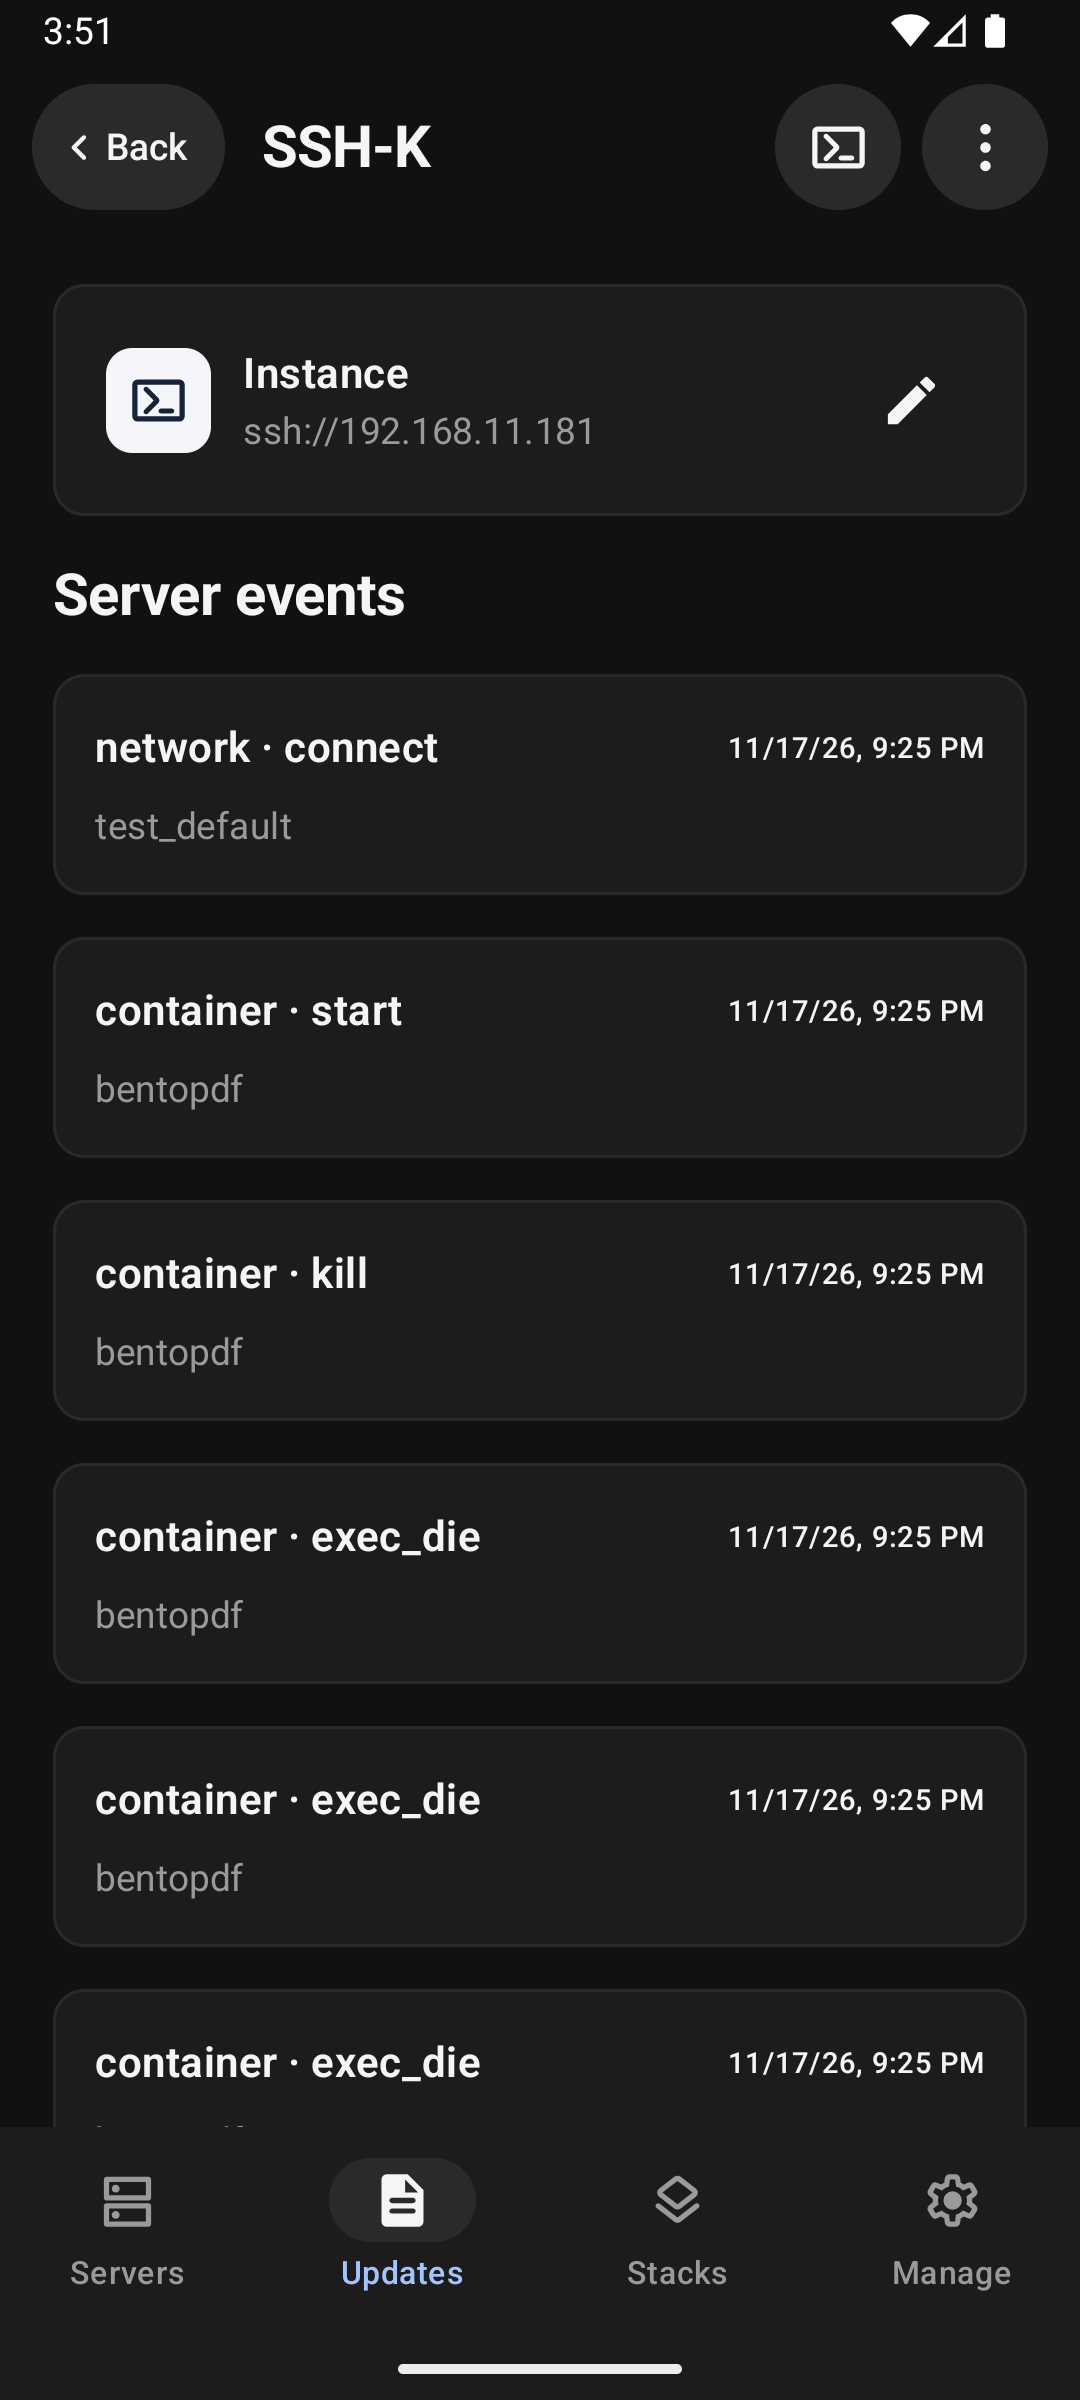 3:51
Back
SSH-K
Instance
ssh://192.168.11.181
Server events
network · connect
11/17/26, 9:25 PM
test_default
container · start
11/17/26, 9:25 PM
bentopdf
container · kill
11/17/26, 9:25 PM
bentopdf
container · exec_die
11/17/26, 9:25 PM
bentopdf
container · exec_die
11/17/26, 9:25 PM
bentopdf
container · exec_die
11/17/26, 9:25 PM
Servers
Updates
Stacks
Manage